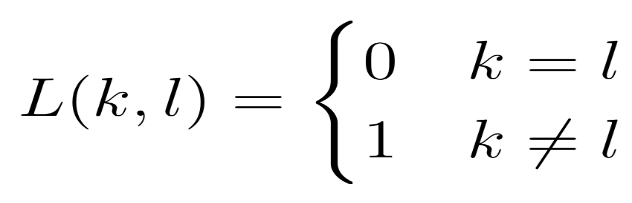 L(k, l) = { 0 k = l
1 k ≠ l